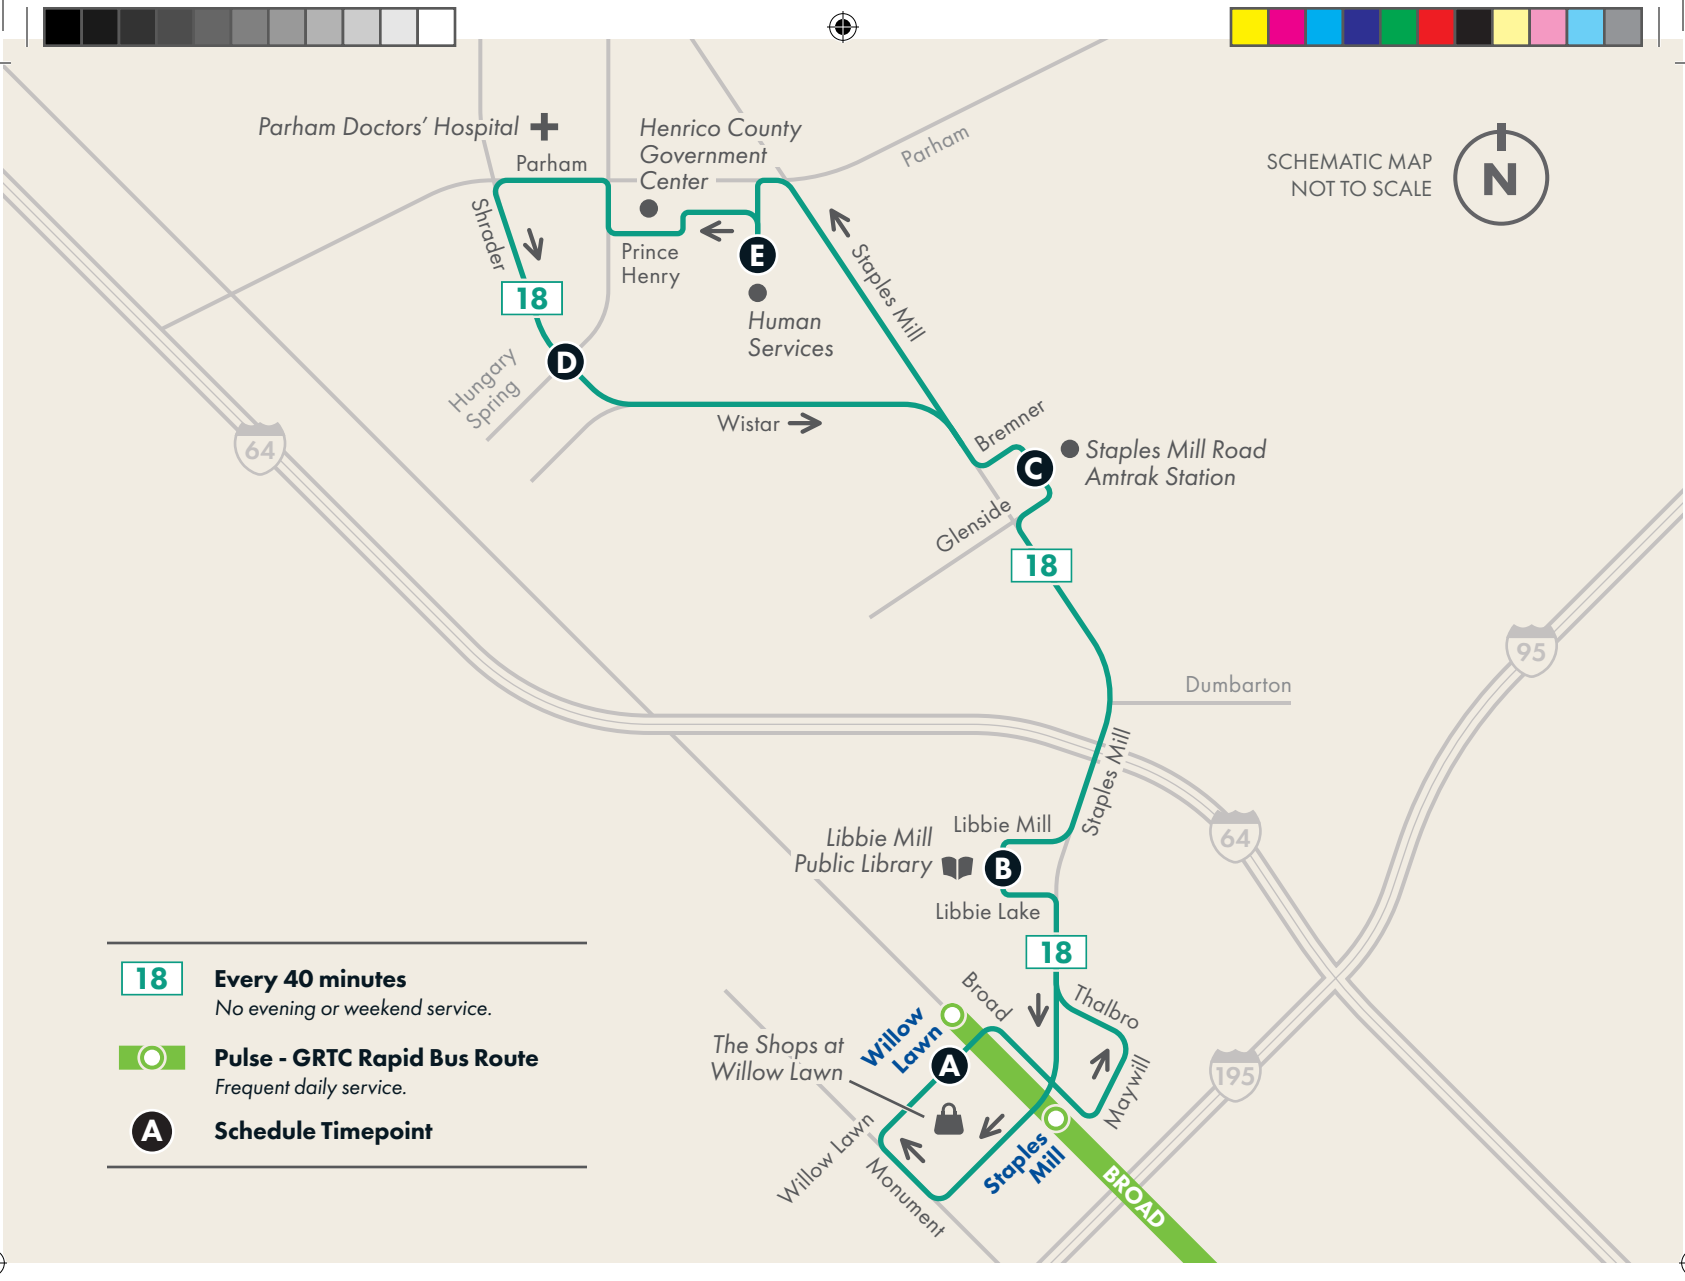 Parham Doctors' Hospital
Henrico County
Government
Center
Parham
Parham
SCHEMATIC MAP
NOT TO SCALE
N
Shrader
Prince
Henry
E
Staples Mill
18
Human
Services
D
Hungary
Spring
Wistar
Bremner
C
Staples Mill Road
Amtrak Station
64
Glenside
18
95
Dumbarton
Staples Mill
Libbie Mill
64
Libbie Mill
Public Library
B
Libbie Lake
18
Broad
Thalbro
Willow
Lawn
The Shops at
Willow Lawn
A
Maywill
195
Willow Lawn
Monument
Staples
Mill
BROAD
18
Every 40 minutes
No evening or weekend service.
Pulse - GRTC Rapid Bus Route
Frequent daily service.
A
Schedule Timepoint